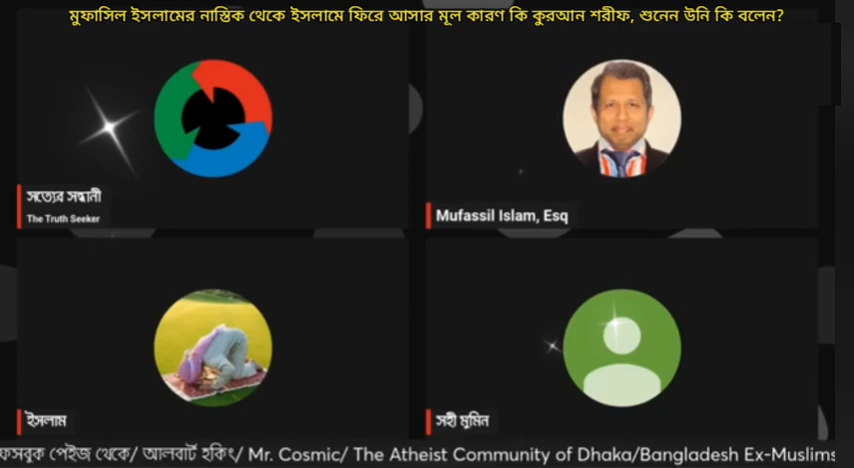 মুফাসিল ইসলামের নাস্তিক থেকে ইসলামে ফিরে আসার মূল কারণ কি কুরআন শরীফ, শুনেন উনি কি বলেন?
সত্যের সন্ধানী
The Truth Seeker
Mufassil Islam, Esq
ইসলাম
সহী মুমিন
ফসবুক পেইজ থেকে/ আলবার্ট হকিং/ Mr. Cosmic/ The Atheist Community of Dhaka/Bangladesh Ex-Muslims